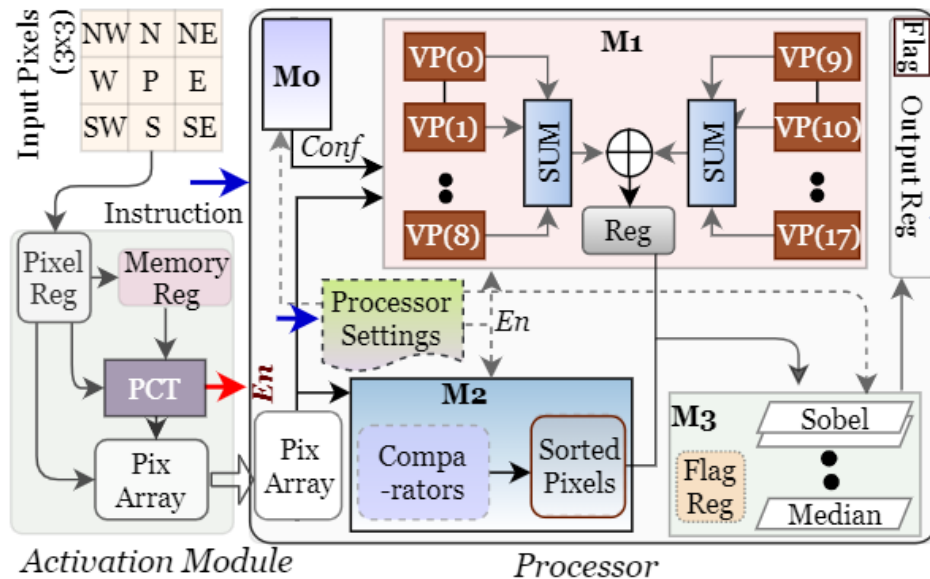 Input Pixels
(3x3)
NW N NE
W P E
SW S SE
Instruction
Pixel
Reg
Memory
Reg
PCT
En
Pix
Array
Activation Module
Mo
Conf
M1
VP(0)
VP(1)
VP(8)
SUM
SUM
Reg
VP(9)
VP(10)
VP(17)
Flag
Output Reg
Processor
Settings
En
Pix
Array
M2
Compa
-rators
Sorted
Pixels
M3
Flag
Reg
Sobel
Median
Processor